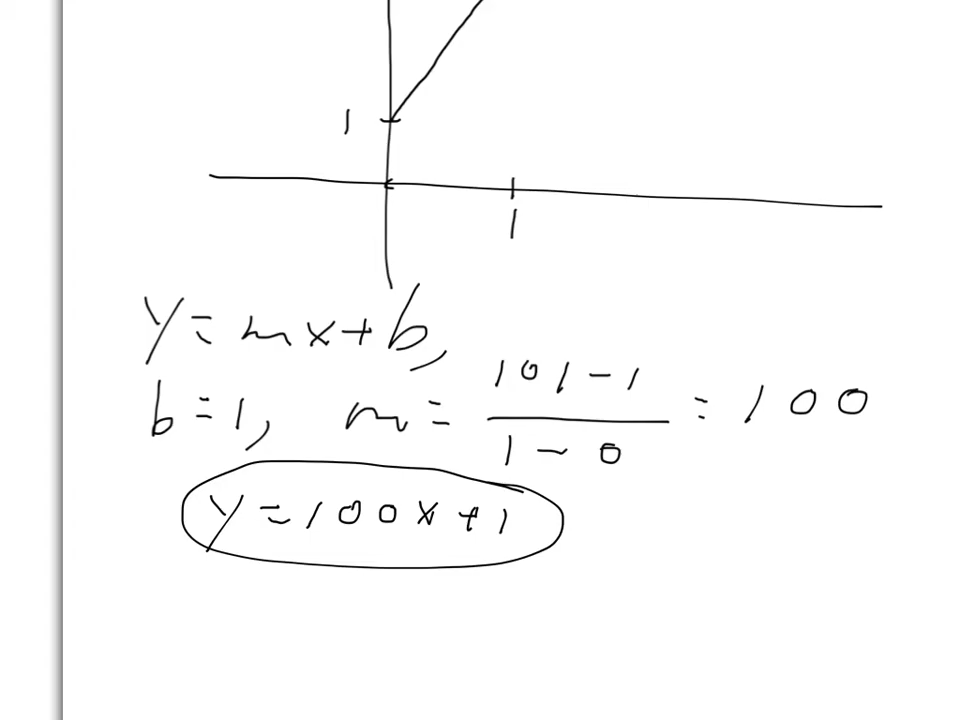 1
1
y = mx + b,
b = 1, m = (101 - 1)/(1 - 0) = 100
y = 100x + 1